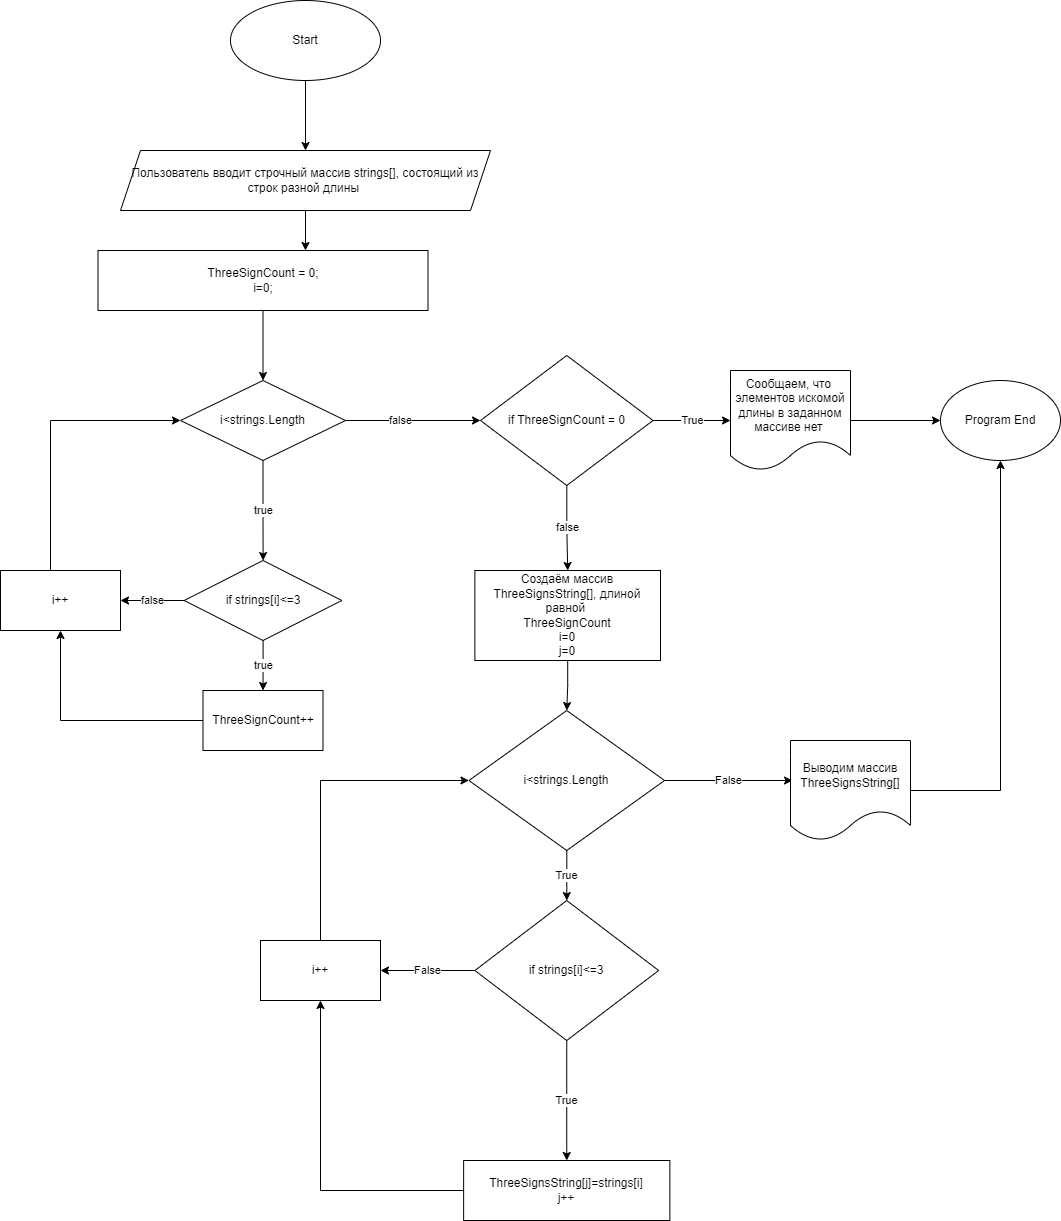 Start
Пользователь вводит строчный массив strings[], состоящий из
строк разной длины
ThreeSignCount = 0;
i=0;
i<strings.Length
false
if ThreeSignCount = 0
True
Сообщаем, что
элементов искомой
длины в заданном
массиве нет
Program End
true
false
i++
false
if strings[i]<=3
true
ThreeSignCount++
Создаём массив
ThreeSignsString[], длиной
равной
ThreeSignCount
i=0
j=0
i<strings.Length
False
Выводим массив
ThreeSignsString[]
True
i++
False
if strings[i]<=3
True
ThreeSignsString[j]=strings[i]
j++